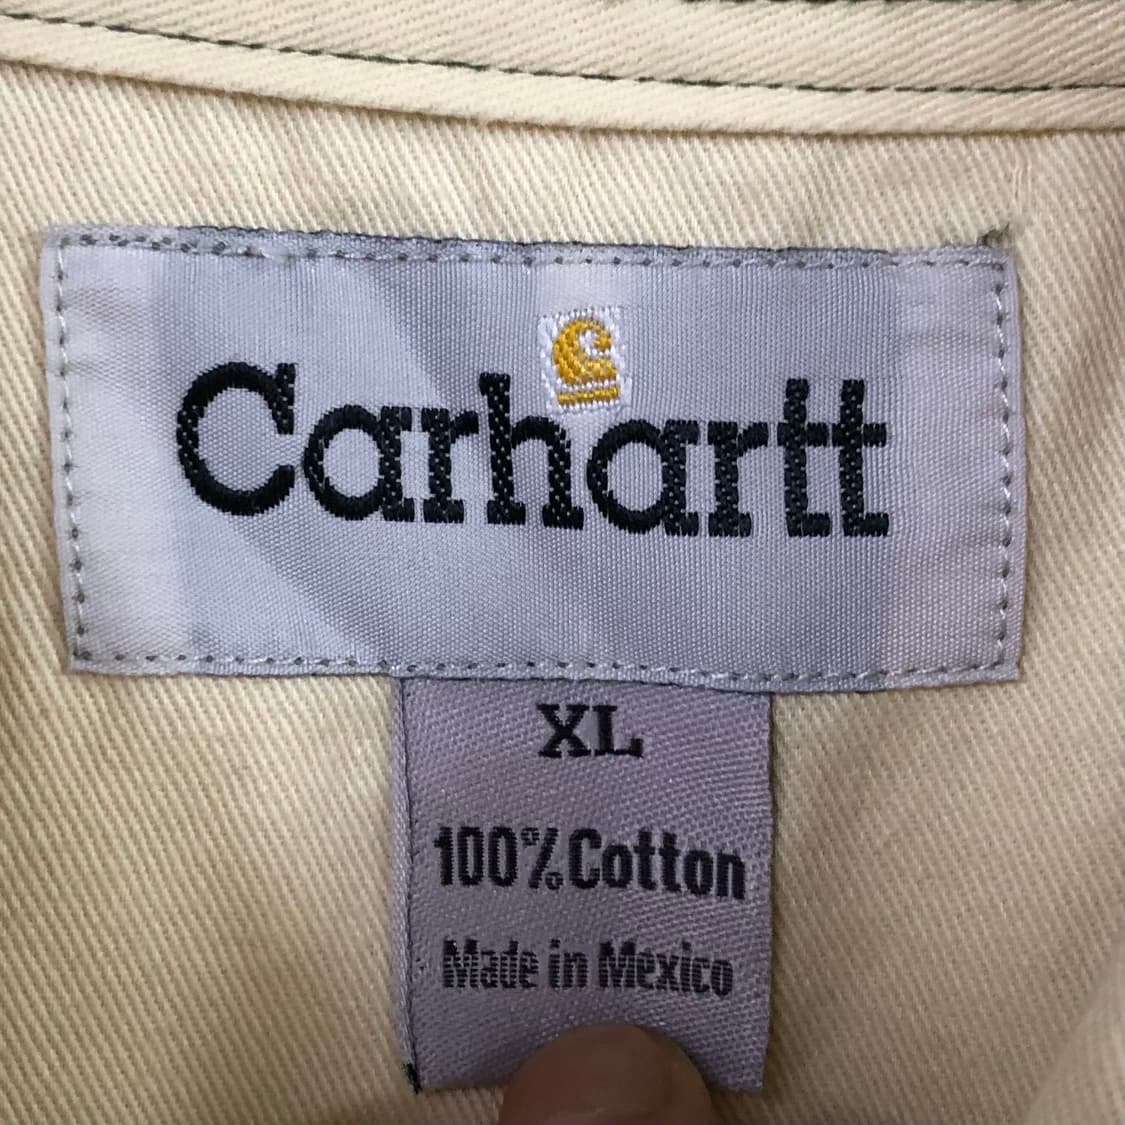 Carhartt
XL
100% Cotton
Made in Mexico